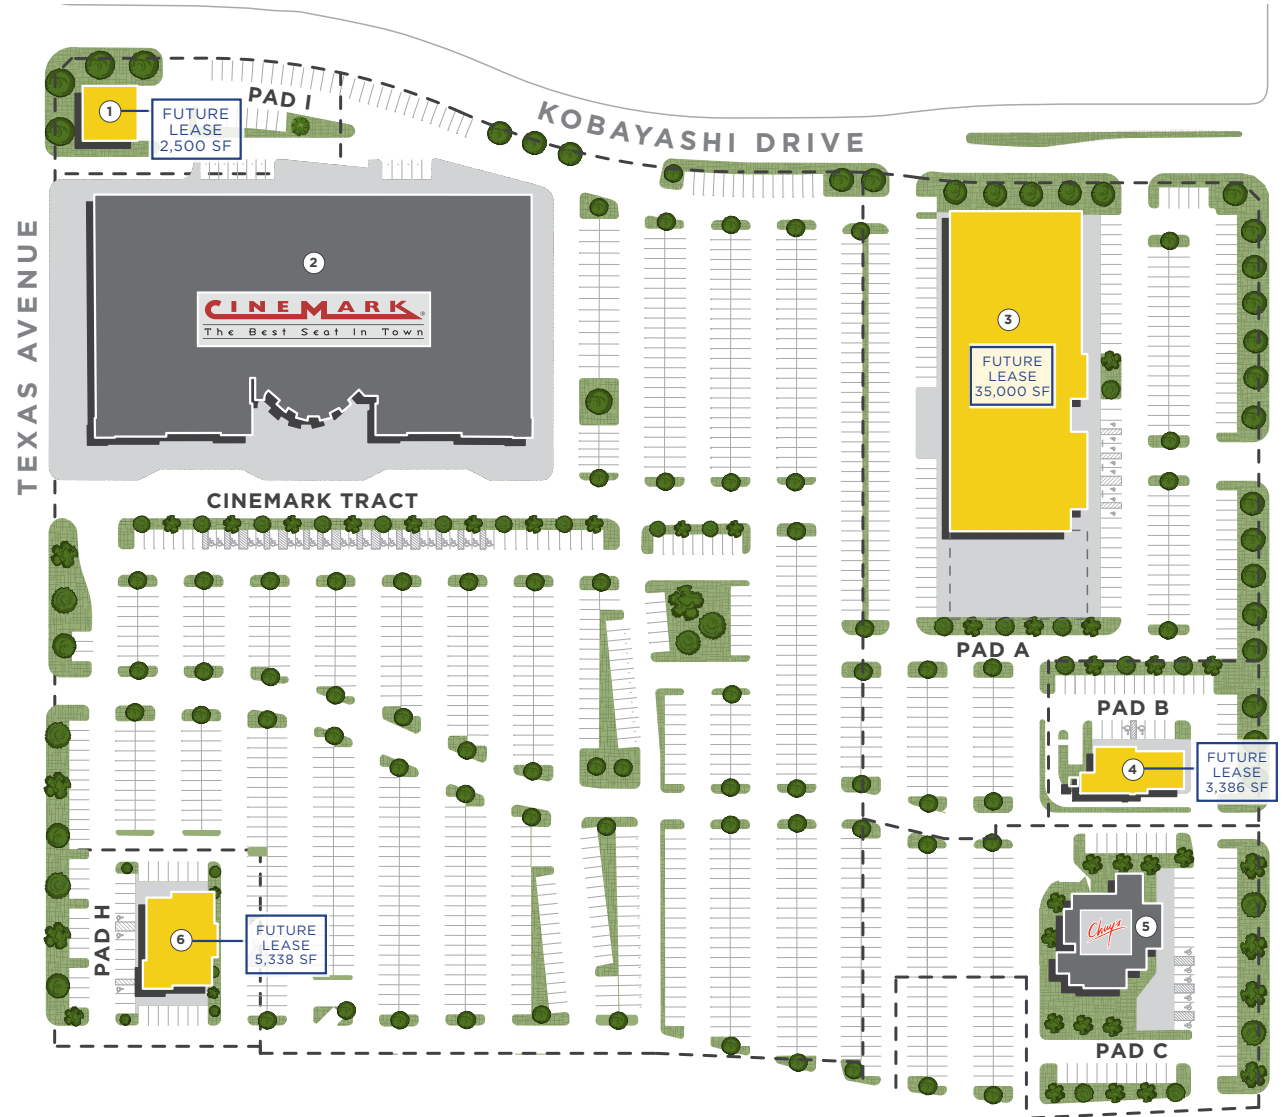 PAD I
1
FUTURE
LEASE
2,500 SF
KOBAYASHI DRIVE
TEXAS AVENUE
2
CINEMARK®
The Best Seat In Town
3
FUTURE
LEASE
35,000 SF
CINEMARK TRACT
PAD A
PAD B
4
FUTURE
LEASE
3,386 SF
PAD H
6
FUTURE
LEASE
5,338 SF
Chuy's
5
PAD C